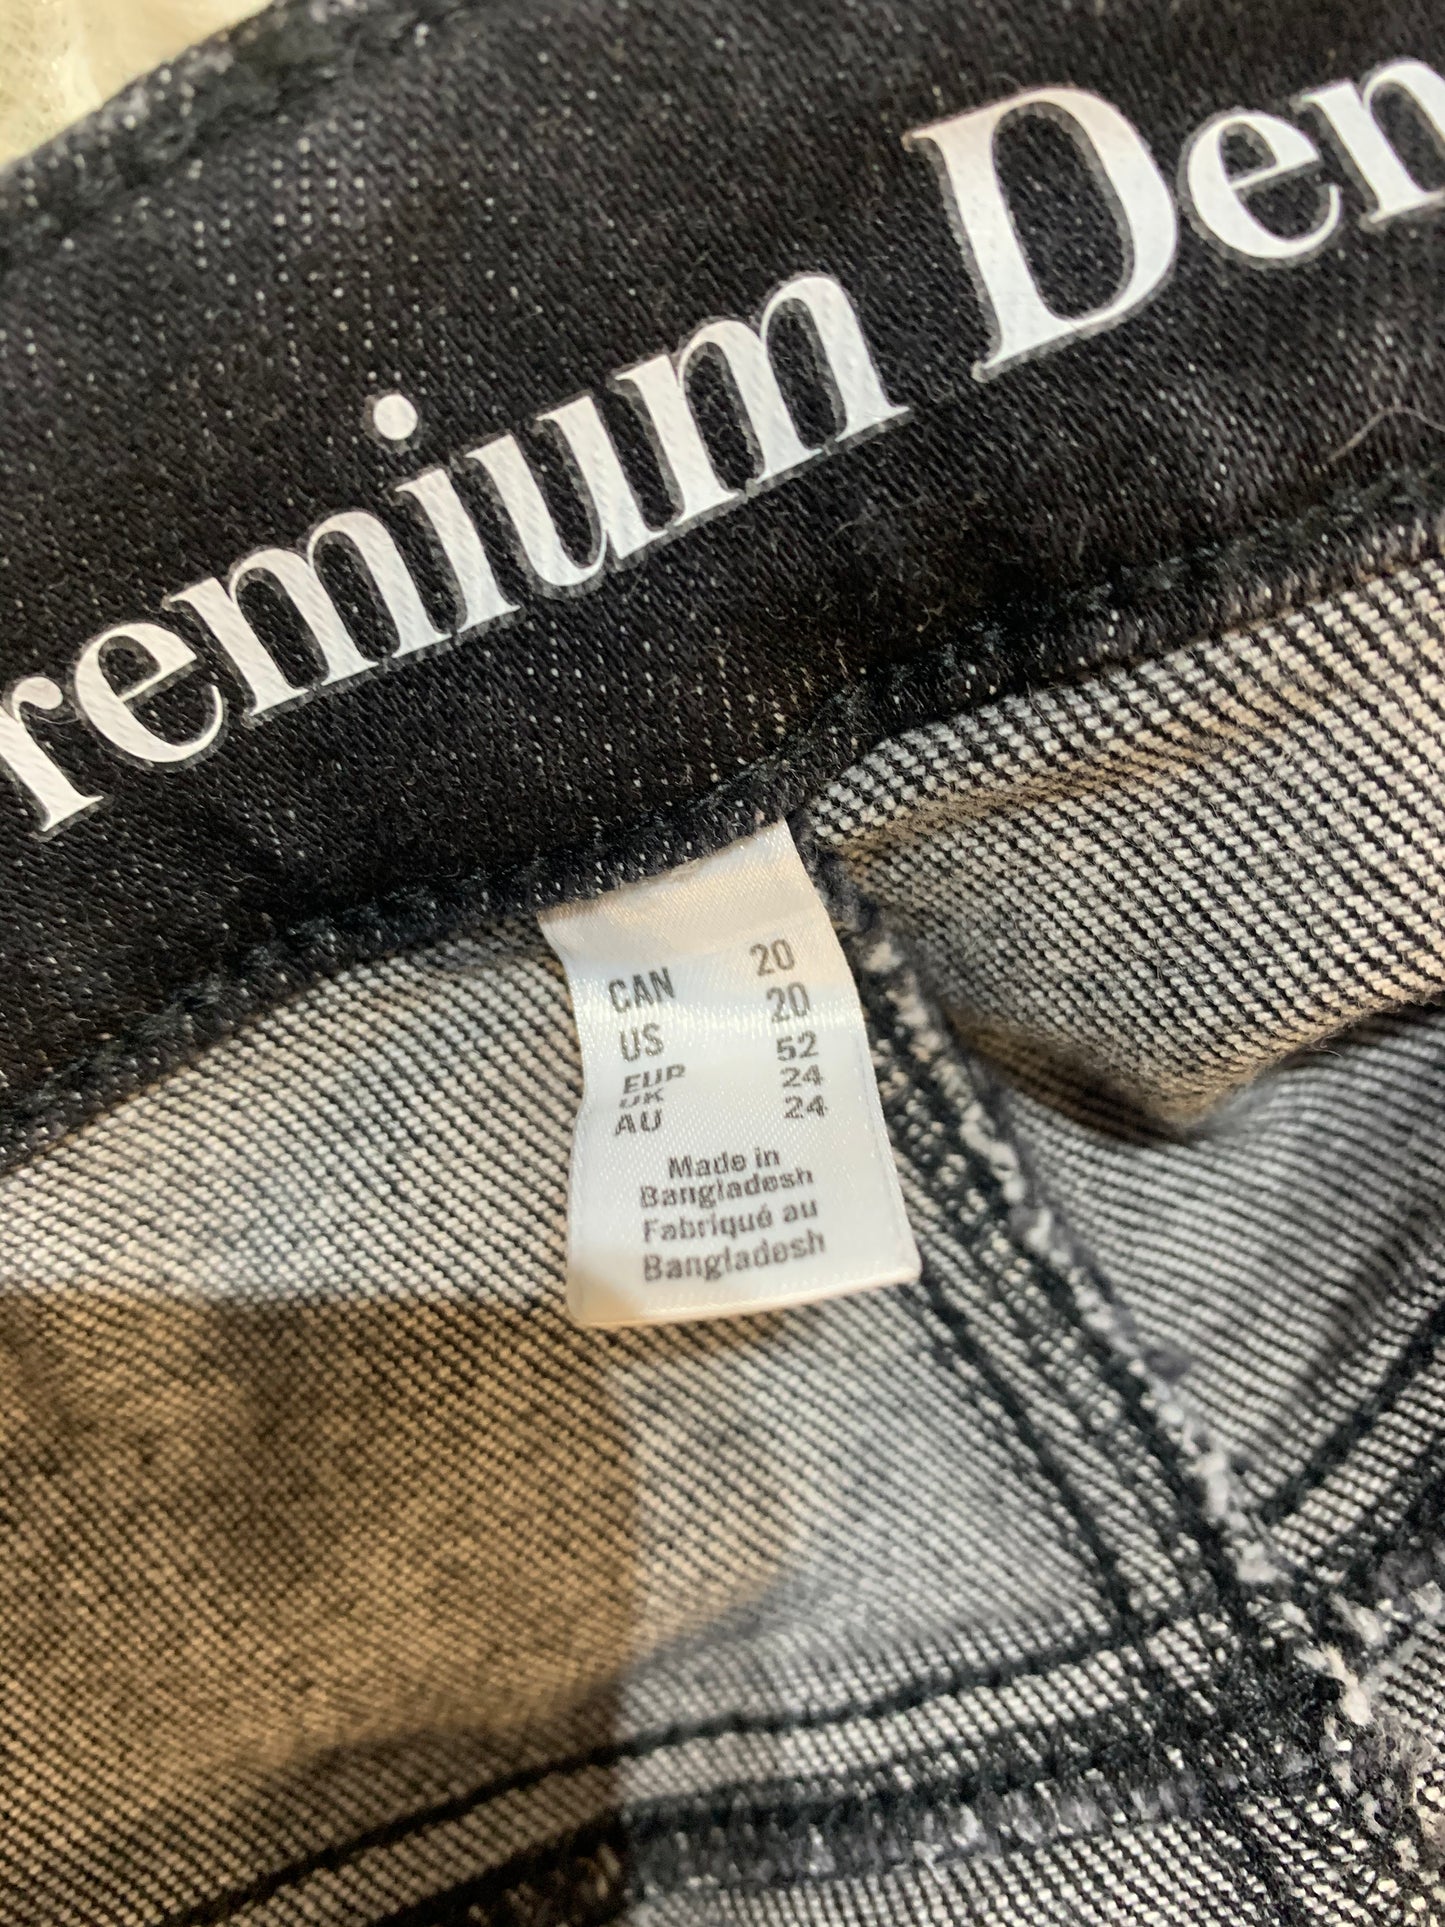 remium Den
CAN 20
US 20
EUR 52
UK 24
AU 24
Made in
Bangladesh
Fabriqué au
Bangladesh